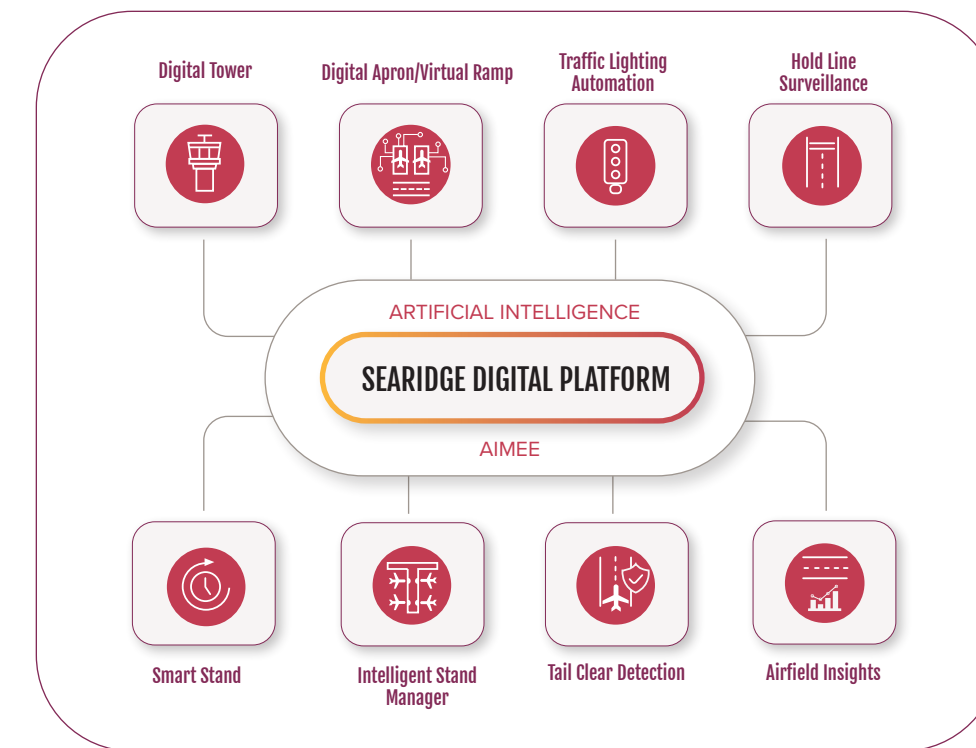 Digital Tower
Digital Apron/Virtual Ramp
Traffic Lighting
Automation
Hold Line
Surveillance
ARTIFICIAL INTELLIGENCE
SEARIDGE DIGITAL PLATFORM
AIMEE
Smart Stand
Intelligent Stand
Manager
Tail Clear Detection
Airfield Insights